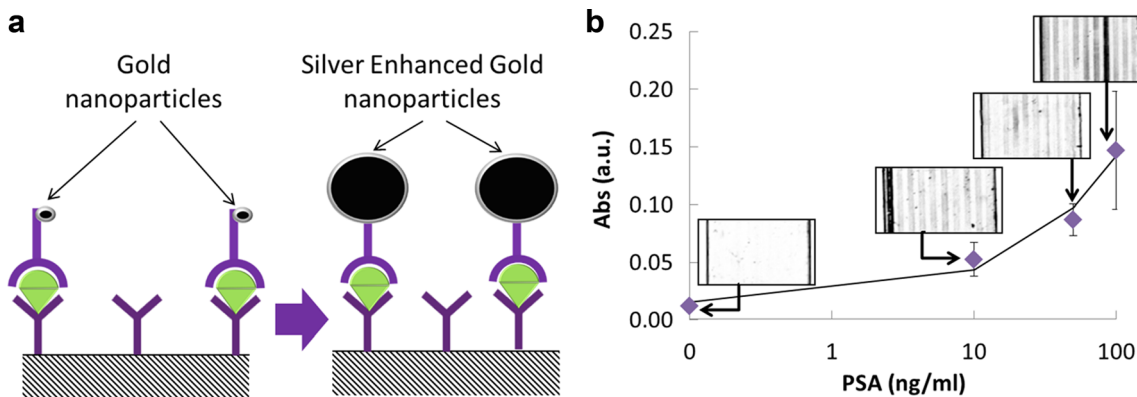 a
Gold
nanoparticles
Silver Enhanced Gold
nanoparticles
b
Abs (a.u.)
0.25
0.20
0.15
0.10
0.05
0.00
0
1
10
100
PSA (ng/ml)